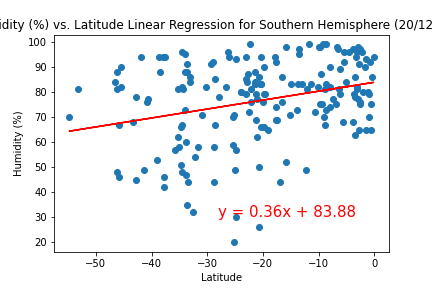 idity (%) vs. Latitude Linear Regression for Southern Hemisphere (20/12
100
90
80
70
60
50
40
30
20
Humidity (%)
y = 0.36x + 83.88
−50 −40 −30 −20 −10 0
Latitude